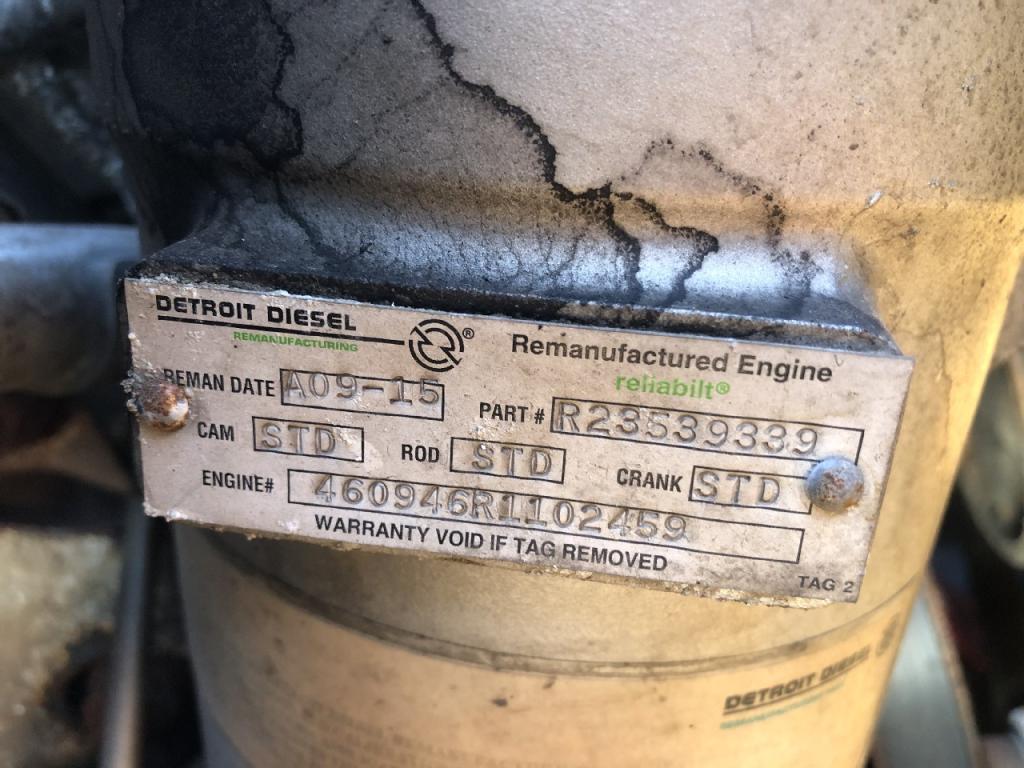 DETROIT DIESEL
REMANUFACTURING
®
Remanufactured Engine
reliabilt®
REMAN DATE A09-15
PART # R23539339
CAM STD ROD STD CRANK STD
ENGINE# 460946R1102459
WARRANTY VOID IF TAG REMOVED
TAG 2
DETROIT DIESEL
REMANUFACTURING